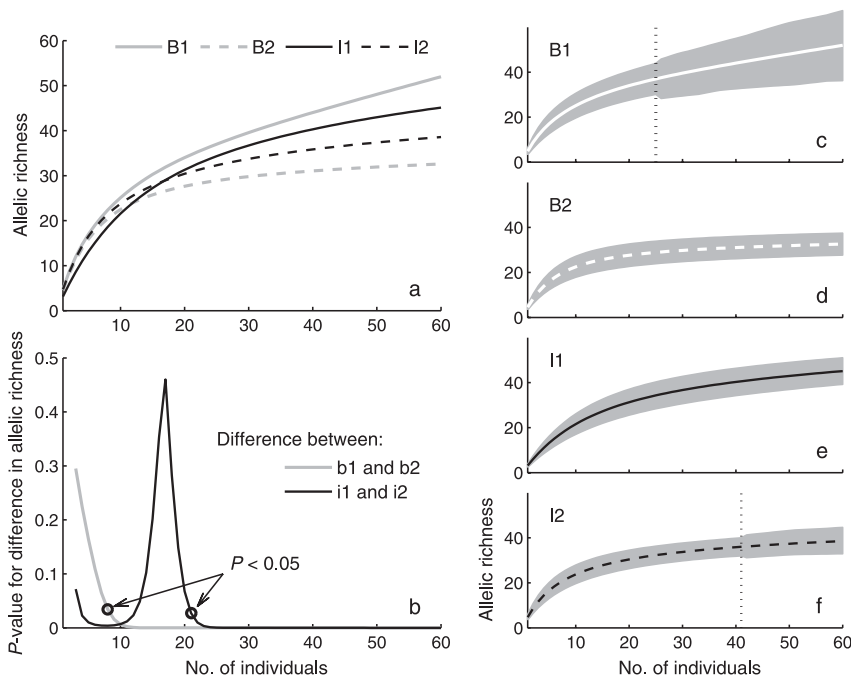 Allelic richness
60
50
40
30
20
10
0
B1 B2 I1 I2
a
10 20 30 40 50 60
P-value for difference in allelic richness
0.5
0.4
0.3
0.2
0.1
0
Difference between:
b1 and b2
i1 and i2
P < 0.05
b
10 20 30 40 50 60
No. of individuals
B1
40
20
0
c
B2
40
20
0
d
I1
40
20
0
e
Allelic richness
I2
40
20
0
f
10 20 30 40 50 60
No. of individuals